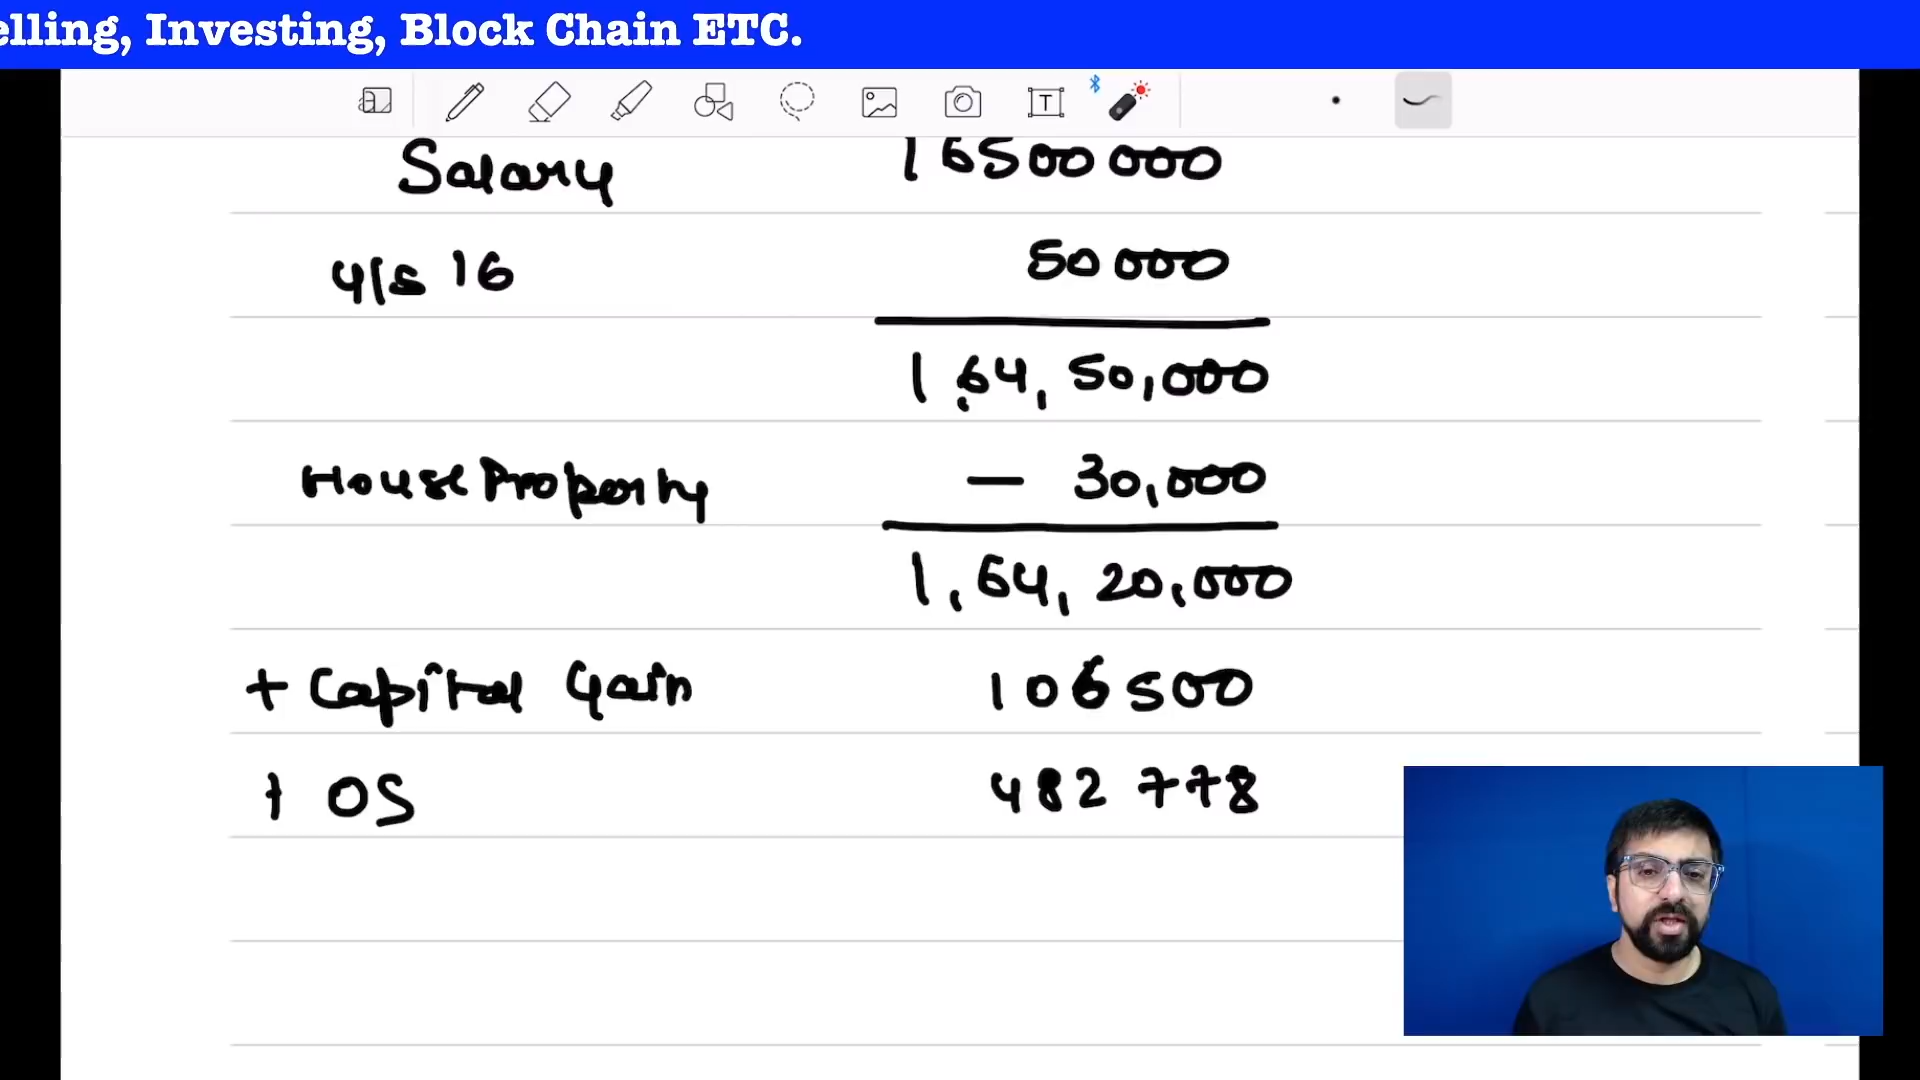 elling, Investing, Block Chain ETC.
Salary 16500000
u/s 16 50000
1,64,50,000
House Property - 30,000
1,64,20,000
+ Capital Gain 106500
+ OS 482778